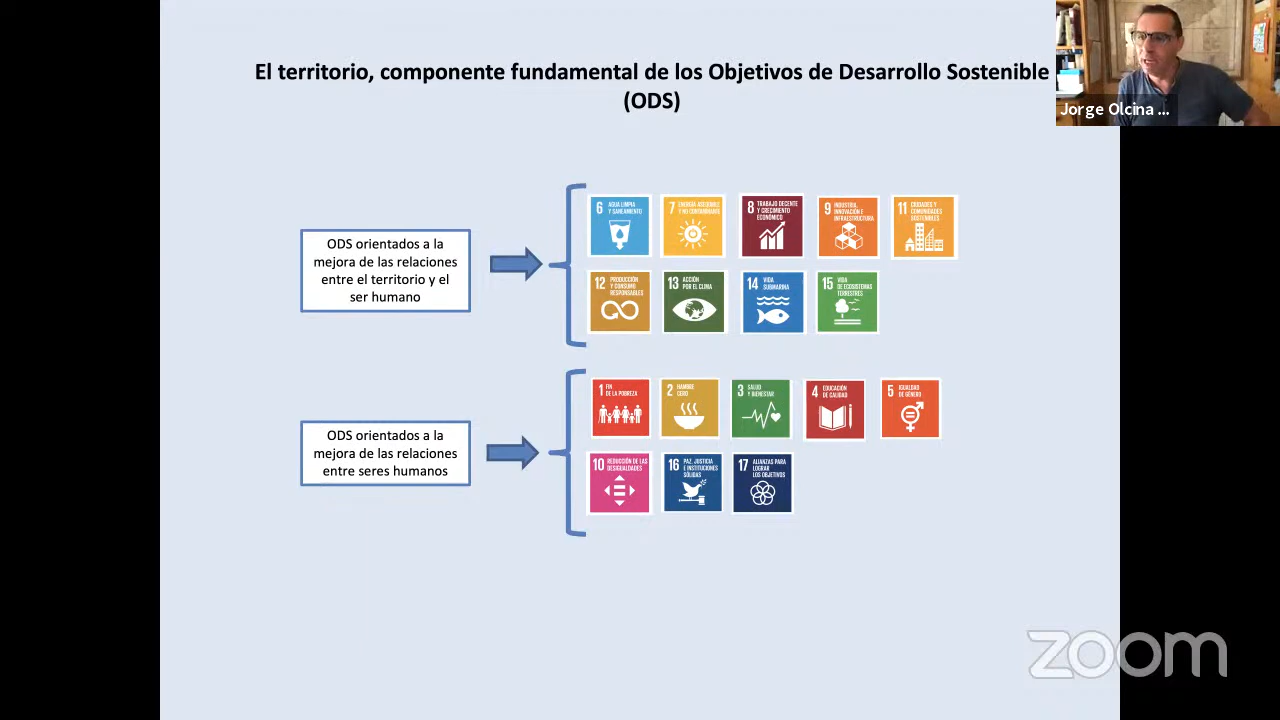 El territorio, componente fundamental de los Objetivos de Desarrollo Sostenible
(ODS)
Jorge Olcina ...
ODS orientados a la
mejora de las relaciones
entre el territorio y el
ser humano
6 AGUA LIMPIA
Y SANEAMIENTO
7 ENERGÍA ASEQUIBLE
Y NO CONTAMINANTE
8 TRABAJO DECENTE
Y CRECIMIENTO
ECONÓMICO
9 INDUSTRIA,
INNOVACIÓN E
INFRAESTRUCTURA
11 CIUDADES Y
COMUNIDADES
SOSTENIBLES
12 PRODUCCIÓN
Y CONSUMO
RESPONSABLES
13 ACCIÓN
POR EL CLIMA
14 VIDA
SUBMARINA
15 VIDA
DE ECOSISTEMAS
TERRESTRES
ODS orientados a la
mejora de las relaciones
entre seres humanos
1 FIN
DE LA POBREZA
2 HAMBRE
CERO
3 SALUD
Y BIENESTAR
4 EDUCACIÓN
DE CALIDAD
5 IGUALDAD
DE GÉNERO
10 REDUCCIÓN DE LAS
DESIGUALDADES
16 PAZ, JUSTICIA
E INSTITUCIONES
SÓLIDAS
17 ALIANZAS PARA
LOGRAR
LOS OBJETIVOS
zoom